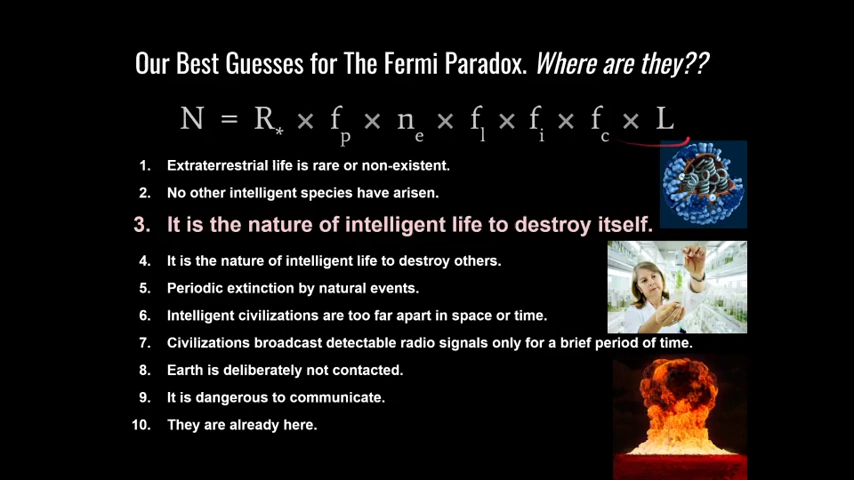 Our Best Guesses for The Fermi Paradox. Where are they??
N = R* × fp × ne × fl × fi × fc × L
1. Extraterrestrial life is rare or non-existent.
2. No other intelligent species have arisen.
3. It is the nature of intelligent life to destroy itself.
4. It is the nature of intelligent life to destroy others.
5. Periodic extinction by natural events.
6. Intelligent civilizations are too far apart in space or time.
7. Civilizations broadcast detectable radio signals only for a brief period of time.
8. Earth is deliberately not contacted.
9. It is dangerous to communicate.
10. They are already here.